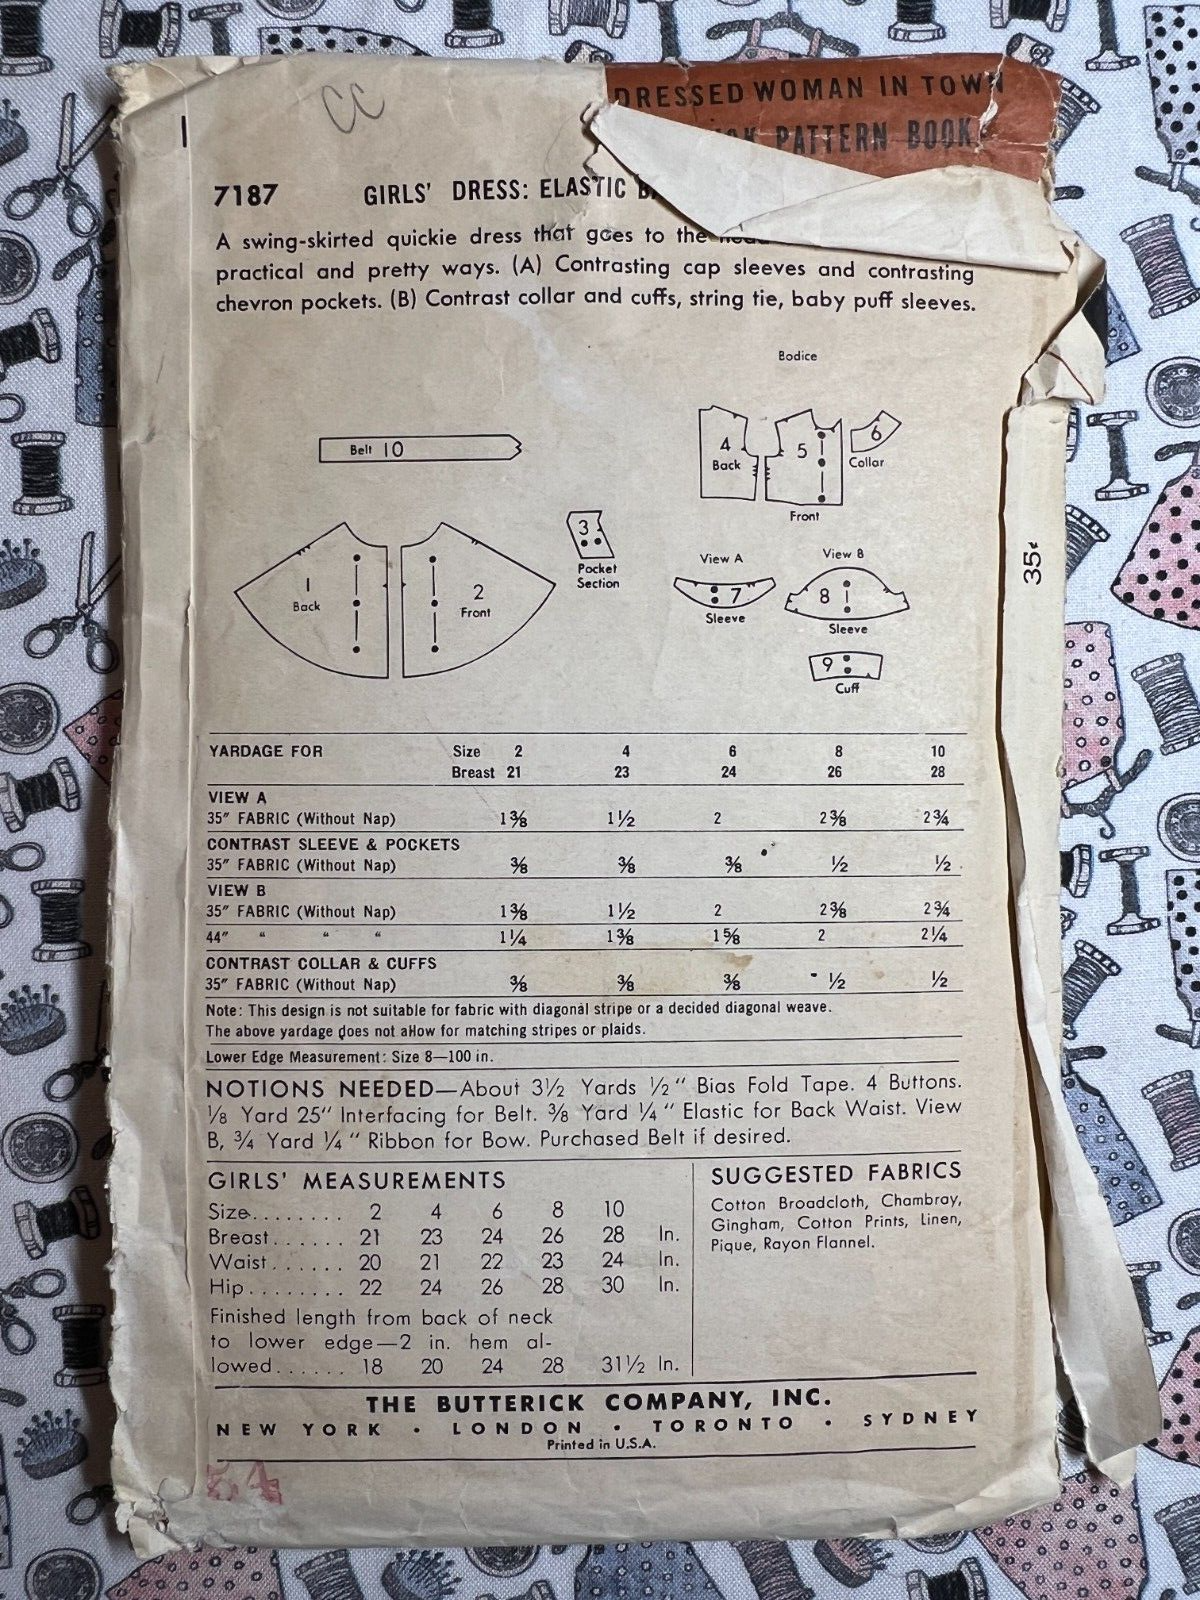 CC
DRESSED WOMAN IN TOWN
PATTERN BOOK
7187 GIRLS' DRESS: ELASTIC
A swing-skirted quickie dress that goes to the
practical and pretty ways. (A) Contrasting cap sleeves and contrasting
chevron pockets. (B) Contrast collar and cuffs, string tie, baby puff sleeves.
Bodice
Belt 10
4
Back
5
Front
6
Collar
1
Back
2
Front
3
Pocket
Section
View A
7
Sleeve
View B
8
Sleeve
9
Cuff
35¢
YARDAGE FOR Size 2 4 6 8 10
Breast 21 23 24 26 28
VIEW A
35" FABRIC (Without Nap) 1⅜ 1½ 2 2⅜ 2¾
CONTRAST SLEEVE & POCKETS
35" FABRIC (Without Nap) ⅜ ⅜ ⅜ ½ ½
VIEW B
35" FABRIC (Without Nap) 1⅜ 1½ 2 2⅜ 2¾
44" " " " 1¼ 1⅜ 1⅝ 2 2¼
CONTRAST COLLAR & CUFFS
35" FABRIC (Without Nap) ⅜ ⅜ ⅜ ½ ½
Note: This design is not suitable for fabric with diagonal stripe or a decided diagonal weave.
The above yardage does not allow for matching stripes or plaids.
Lower Edge Measurement: Size 8—100 in.
NOTIONS NEEDED—About 3½ Yards ½" Bias Fold Tape. 4 Buttons.
⅛ Yard 25" Interfacing for Belt. ⅜ Yard ¼" Elastic for Back Waist. View
B, ¾ Yard ¼" Ribbon for Bow. Purchased Belt if desired.
GIRLS' MEASUREMENTS
Size........ 2 4 6 8 10
Breast...... 21 23 24 26 28 In.
Waist...... 20 21 22 23 24 In.
Hip........ 22 24 26 28 30 In.
Finished length from back of neck
to lower edge—2 in. hem al-
lowed...... 18 20 24 28 31½ In.
SUGGESTED FABRICS
Cotton Broadcloth, Chambray,
Gingham, Cotton Prints, Linen,
Pique, Rayon Flannel.
THE BUTTERICK COMPANY, INC.
NEW YORK • LONDON • TORONTO • SYDNEY
Printed in U.S.A.
54